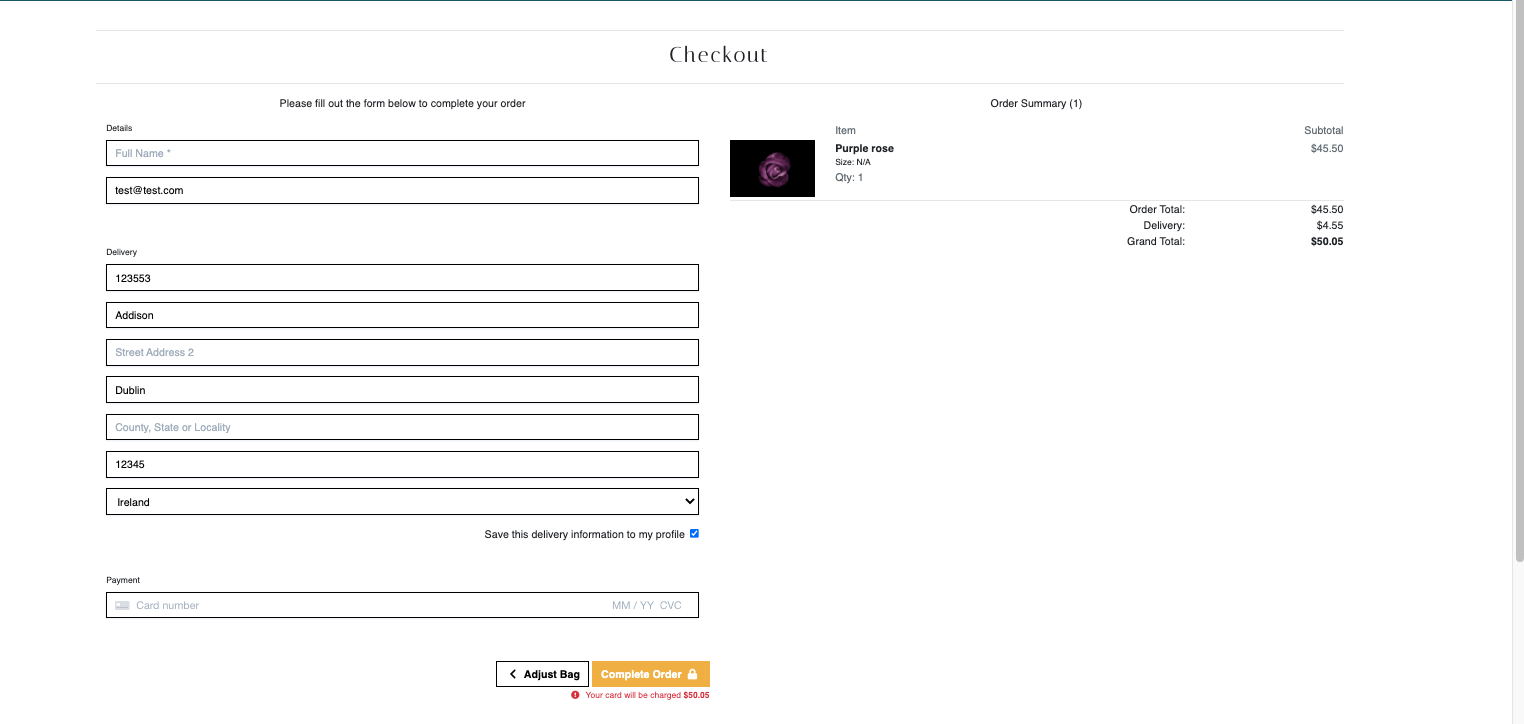 Checkout
Please fill out the form below to complete your order
Details
Full Name *
test@test.com
Delivery
123553
Addison
Street Address 2
Dublin
County, State or Locality
12345
Ireland
Save this delivery information to my profile
Payment
Card number MM / YY CVC
Adjust Bag Complete Order
Your card will be charged $50.05
Order Summary (1)
Item Subtotal
Purple rose $45.50
Size: N/A
Qty: 1
Order Total: $45.50
Delivery: $4.55
Grand Total: $50.05